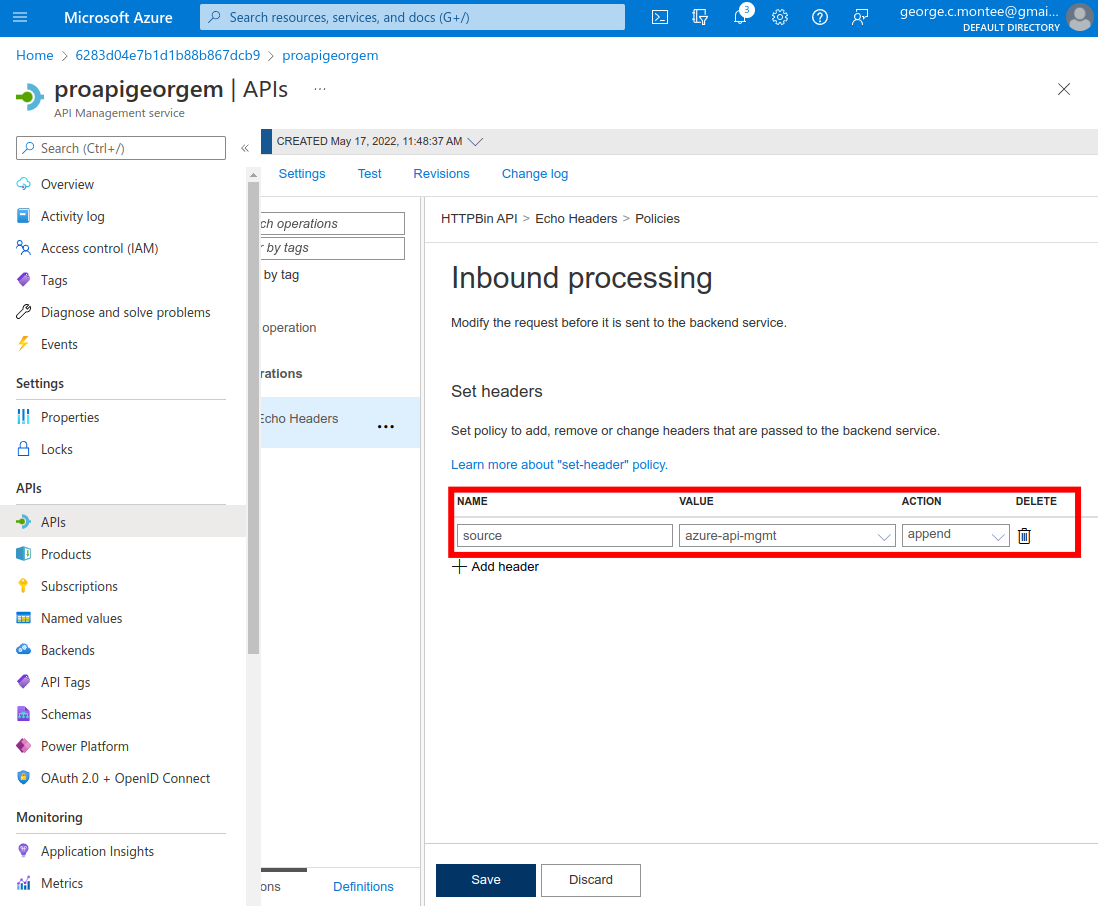 Microsoft Azure
Search resources, services, and docs (G+/)
3
george.c.montee@gmai...
DEFAULT DIRECTORY
Home > 6283d04e7b1d1b88b867dcb9 > proapigeorgem
proapigeorgem | APIs ...
API Management service
Search (Ctrl+/)
«
Overview
Activity log
Access control (IAM)
Tags
Diagnose and solve problems
Events
Settings
Properties
Locks
APIs
APIs
Products
Subscriptions
Named values
Backends
API Tags
Schemas
Power Platform
OAuth 2.0 + OpenID Connect
Monitoring
Application Insights
Metrics
CREATED May 17, 2022, 11:48:37 AM
Settings Test Revisions Change log
ch operations
r by tags
by tag
operation
rations
Echo Headers
ons
Definitions
HTTPBin API > Echo Headers > Policies
Inbound processing
Modify the request before it is sent to the backend service.
Set headers
Set policy to add, remove or change headers that are passed to the backend service.
Learn more about "set-header" policy.
NAME VALUE ACTION DELETE
source azure-api-mgmt append
+ Add header
Save Discard